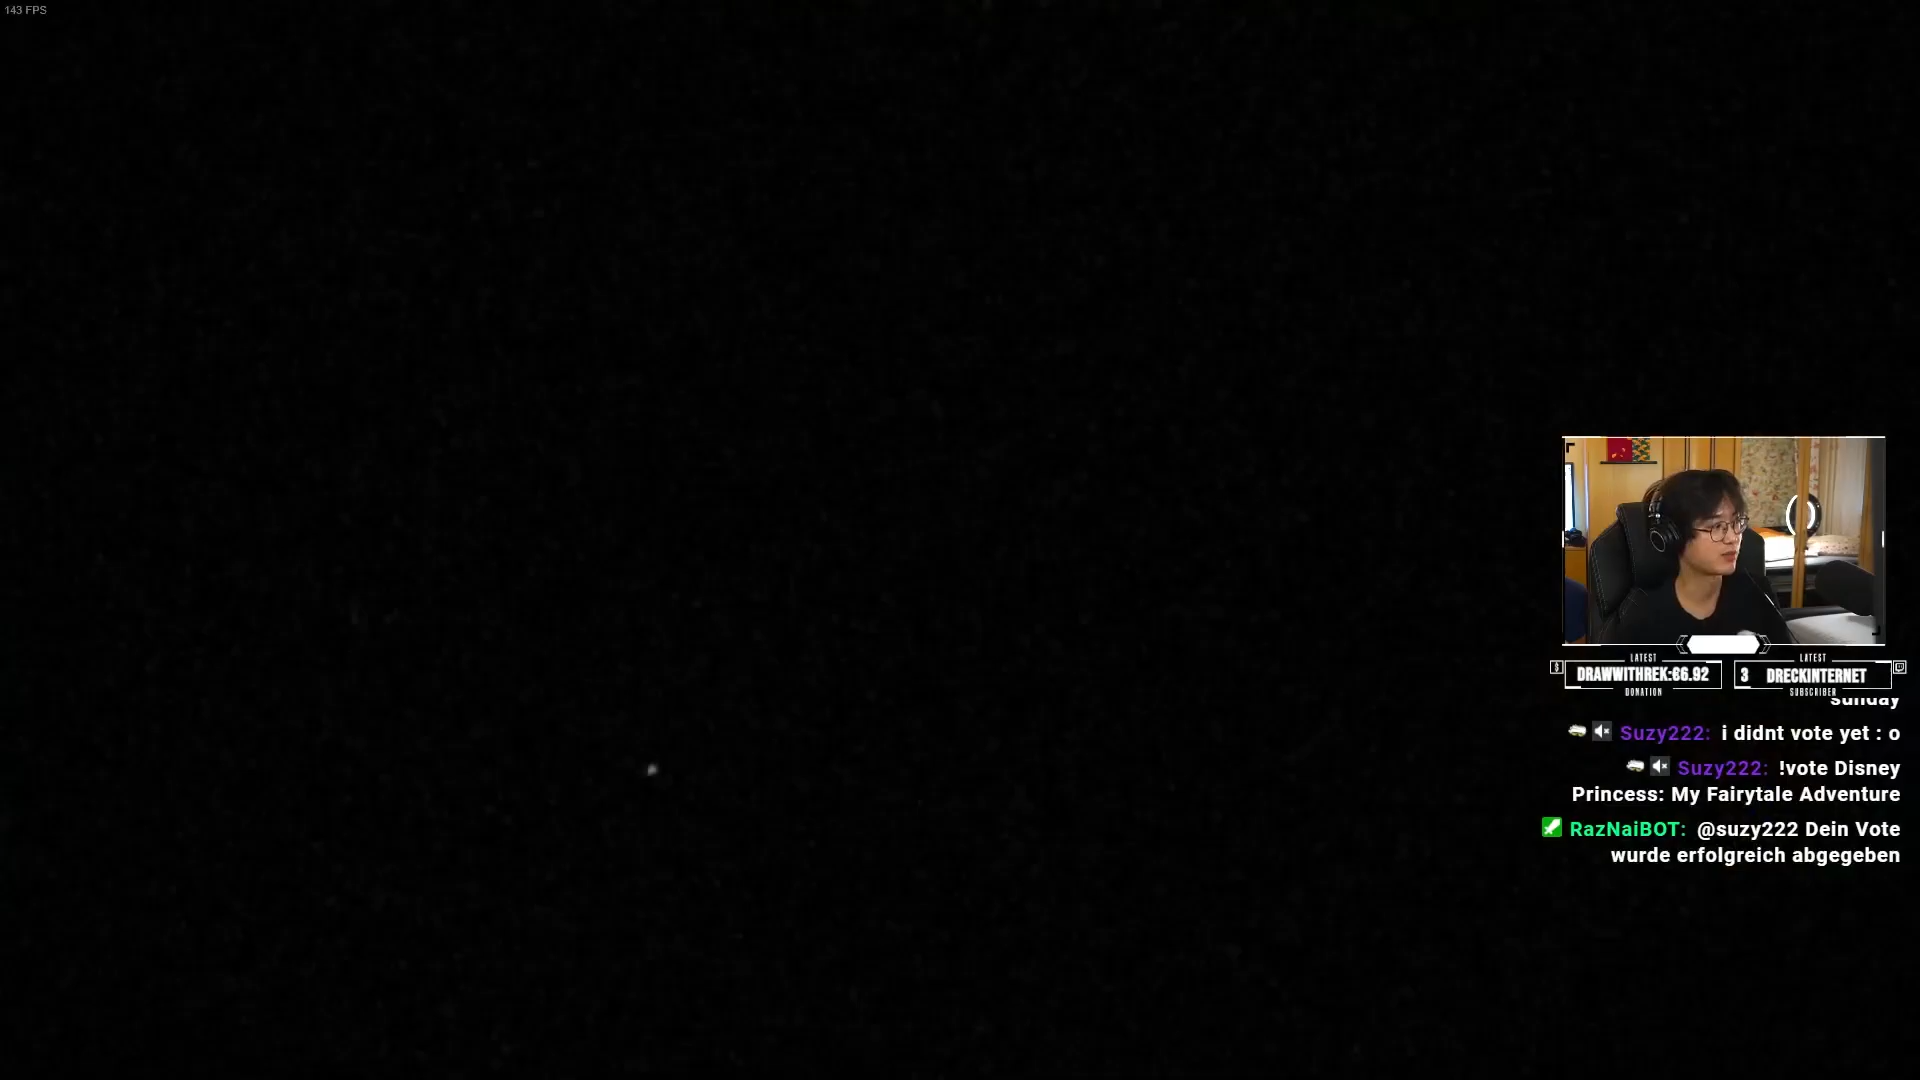 143 FPS
LATEST
DRAWWITHREK:€6.92
DONATION
LATEST
3 DRECKINTERNET
SUBSCRIBER
sunday
Suzy222: i didnt vote yet : o
Suzy222: !vote Disney
Princess: My Fairytale Adventure
RazNaiBOT: @suzy222 Dein Vote
wurde erfolgreich abgegeben